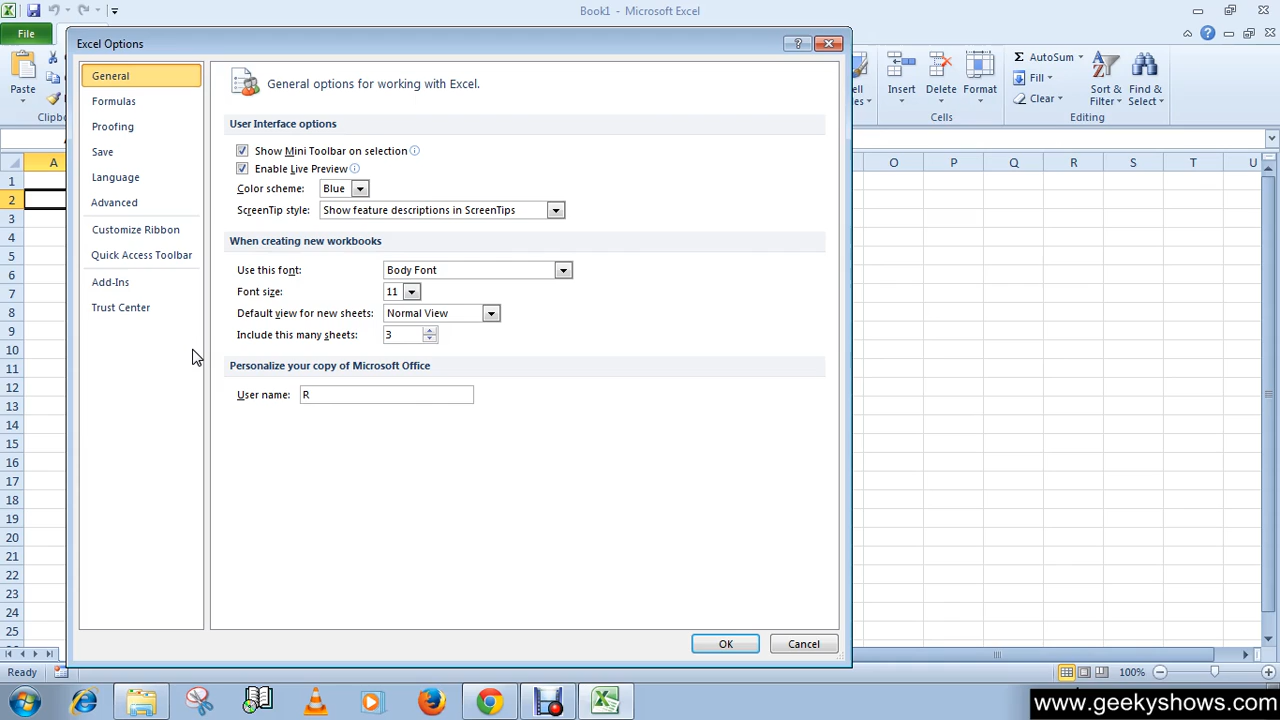 Book1 - Microsoft Excel
File
Excel Options
Paste
General
Formulas
Proofing
Save
Language
Advanced
Customize Ribbon
Quick Access Toolbar
Add-Ins
Trust Center
General options for working with Excel.
User Interface options
Show Mini Toolbar on selection
Enable Live Preview
Color scheme: Blue
ScreenTip style: Show feature descriptions in ScreenTips
When creating new workbooks
Use this font: Body Font
Font size: 11
Default view for new sheets: Normal View
Include this many sheets: 3
Personalize your copy of Microsoft Office
User name: R
OK Cancel
Insert Delete Format
Cells
AutoSum
Fill
Clear
Sort & Filter
Find & Select
Editing
A O P Q R S T U
1
2
3
4
5
6
7
8
9
10
11
12
13
14
15
16
17
18
19
20
21
22
23
24
25
Ready 100%
www.geekyshows.com